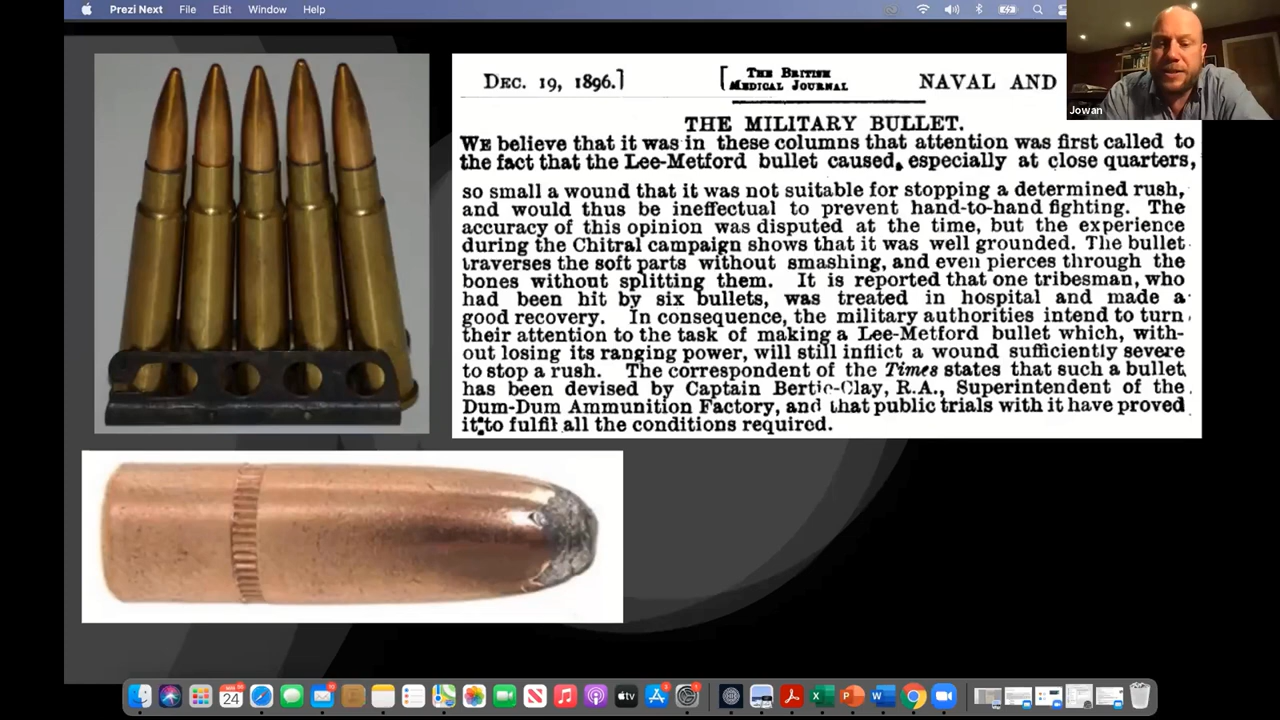 Prezi Next File Edit Window Help
Jowan
DEC. 19, 1896.] [THE BRITISH MEDICAL JOURNAL NAVAL AND
THE MILITARY BULLET.
WE believe that it was in these columns that attention was first called to
the fact that the Lee-Metford bullet caused, especially at close quarters,
so small a wound that it was not suitable for stopping a determined rush,
and would thus be ineffectual to prevent hand-to-hand fighting. The
accuracy of this opinion was disputed at the time, but the experience
during the Chitral campaign shows that it was well grounded. The bullet
traverses the soft parts without smashing, and even pierces through the
bones without splitting them. It is reported that one tribesman, who
had been hit by six bullets, was treated in hospital and made a
good recovery. In consequence, the military authorities intend to turn
their attention to the task of making a Lee-Metford bullet which, with-
out losing its ranging power, will still inflict a wound sufficiently severe
to stop a rush. The correspondent of the Times states that such a bullet
has been devised by Captain Bertie-Clay, R.A., Superintendent of the
Dum-Dum Ammunition Factory, and that public trials with it have proved
it to fulfil all the conditions required.
24
tv